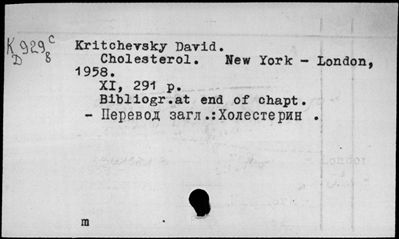 K 929 c
D 8
Kritchevsky David.
Cholesterol. New York - London,
1958.
XI, 291 p.
Bibliogr.at end of chapt.
- Перевод загл.:Холестерин .
m